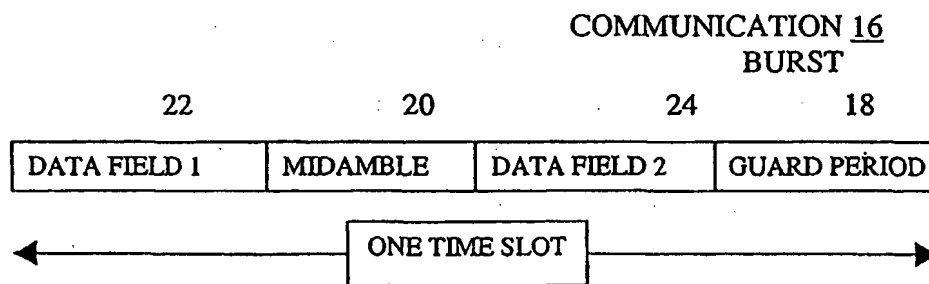 COMMUNICATION 16
BURST
22 20 24 18
DATA FIELD 1 MIDAMBLE DATA FIELD 2 GUARD PERIOD
ONE TIME SLOT